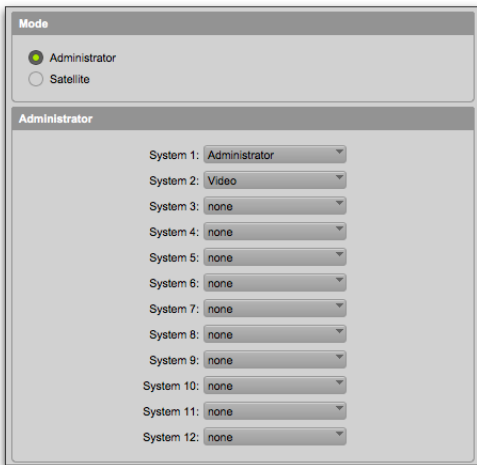 Mode
Administrator
Satellite
Administrator
System 1: Administrator
System 2: Video
System 3: none
System 4: none
System 5: none
System 6: none
System 7: none
System 8: none
System 9: none
System 10: none
System 11: none
System 12: none